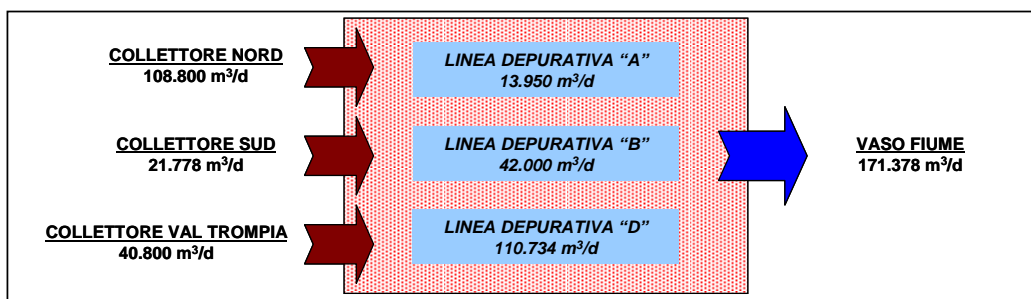 COLLETTORE NORD
108.800 m³/d
COLLETTORE SUD
21.778 m³/d
COLLETTORE VAL TROMPIA
40.800 m³/d
LINEA DEPURATIVA “A”
13.950 m³/d
LINEA DEPURATIVA “B”
42.000 m³/d
LINEA DEPURATIVA “D”
110.734 m³/d
VASO FIUME
171.378 m³/d